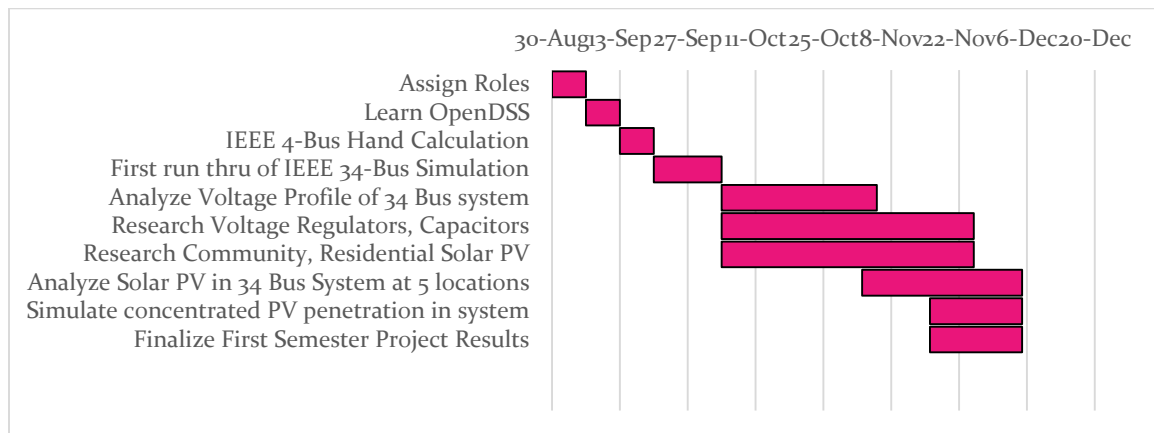 30-Aug13-Sep27-Sep11-Oct25-Oct8-Nov22-Nov6-Dec20-Dec
Assign Roles
Learn OpenDSS
IEEE 4-Bus Hand Calculation
First run thru of IEEE 34-Bus Simulation
Analyze Voltage Profile of 34 Bus system
Research Voltage Regulators, Capacitors
Research Community, Residential Solar PV
Analyze Solar PV in 34 Bus System at 5 locations
Simulate concentrated PV penetration in system
Finalize First Semester Project Results